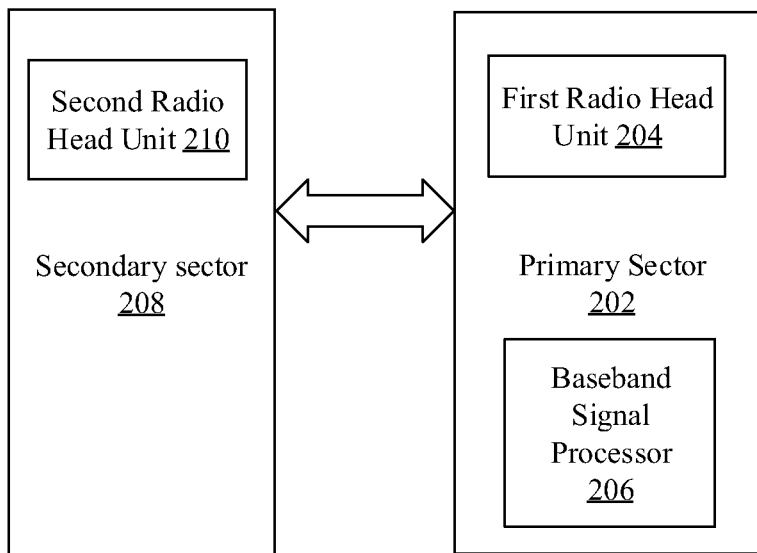 Second Radio
Head Unit 210
Secondary sector
208
First Radio Head
Unit 204
Primary Sector
202
Baseband
Signal
Processor
206